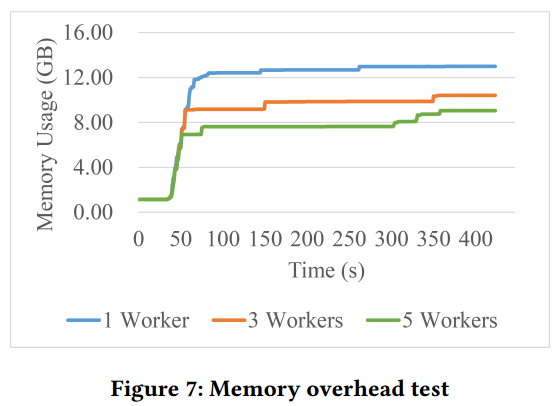 16.00
12.00
8.00
4.00
0.00
Memory Usage (GB)
0 50 100 150 200 250 300 350 400
Time (s)
1 Worker 3 Workers 5 Workers
Figure 7: Memory overhead test